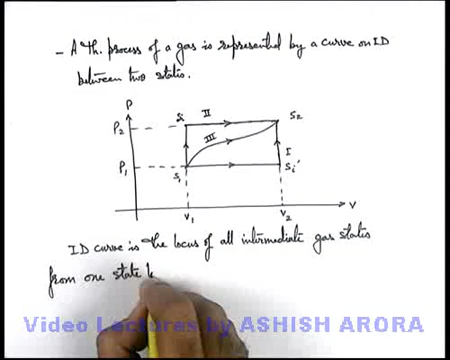 – A Th. process of a gas is represented by a curve on ID
between two states.
P
P2
Si
II
S2
III
P1
I
S1
Si'
V1
V2
V
ID curve is the locus of all intermediate gas states
from one state
Video Lectures by ASHISH ARORA